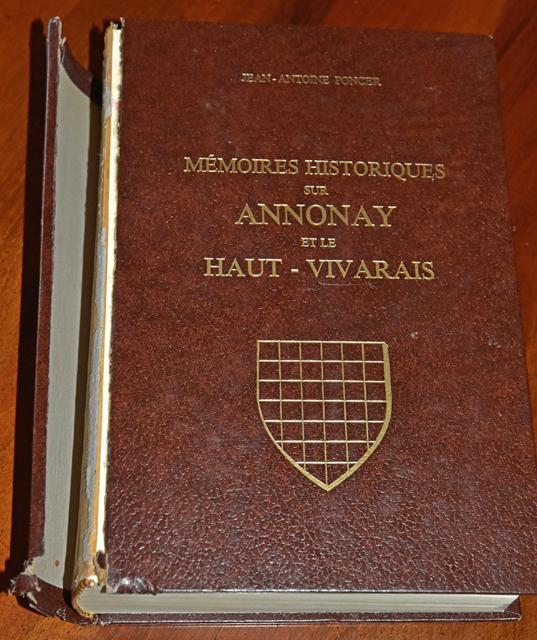 JEAN-ANTOINE PONCER
MÉMOIRES HISTORIQUES
SUR
ANNONAY
ET LE
HAUT - VIVARAIS